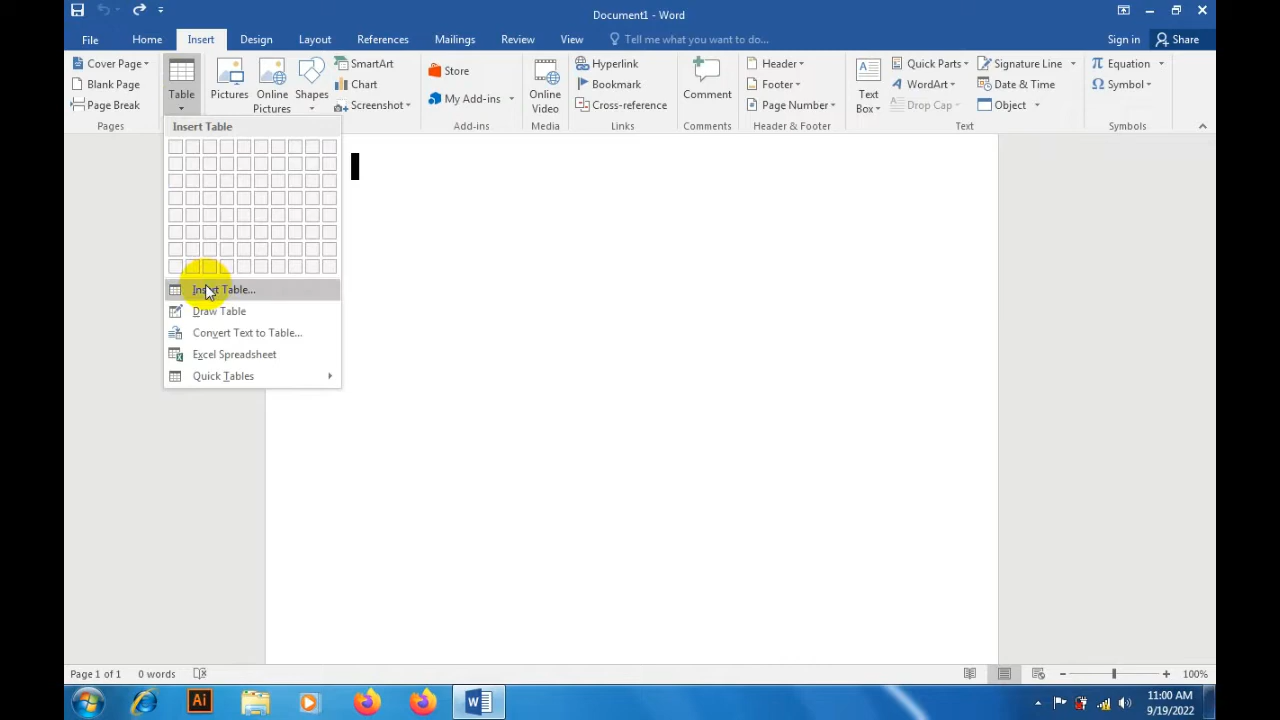 Document1 - Word
File Home Insert Design Layout References Mailings Review View Tell me what you want to do... Sign in Share
Cover Page
Blank Page
Page Break
Pages
Table
Pictures
Online
Pictures
Shapes
SmartArt
Chart
Screenshot
Store
My Add-ins
Add-ins
Online
Video
Media
Hyperlink
Bookmark
Cross-reference
Links
Comment
Comments
Header
Footer
Page Number
Header & Footer
Text
Box
Quick Parts
WordArt
Drop Cap
Signature Line
Date & Time
Object
Text
Equation
Symbol
Symbols
Insert Table
Insert Table...
Draw Table
Convert Text to Table...
Excel Spreadsheet
Quick Tables
Page 1 of 1 0 words 100%
Ai
11:00 AM
9/19/2022